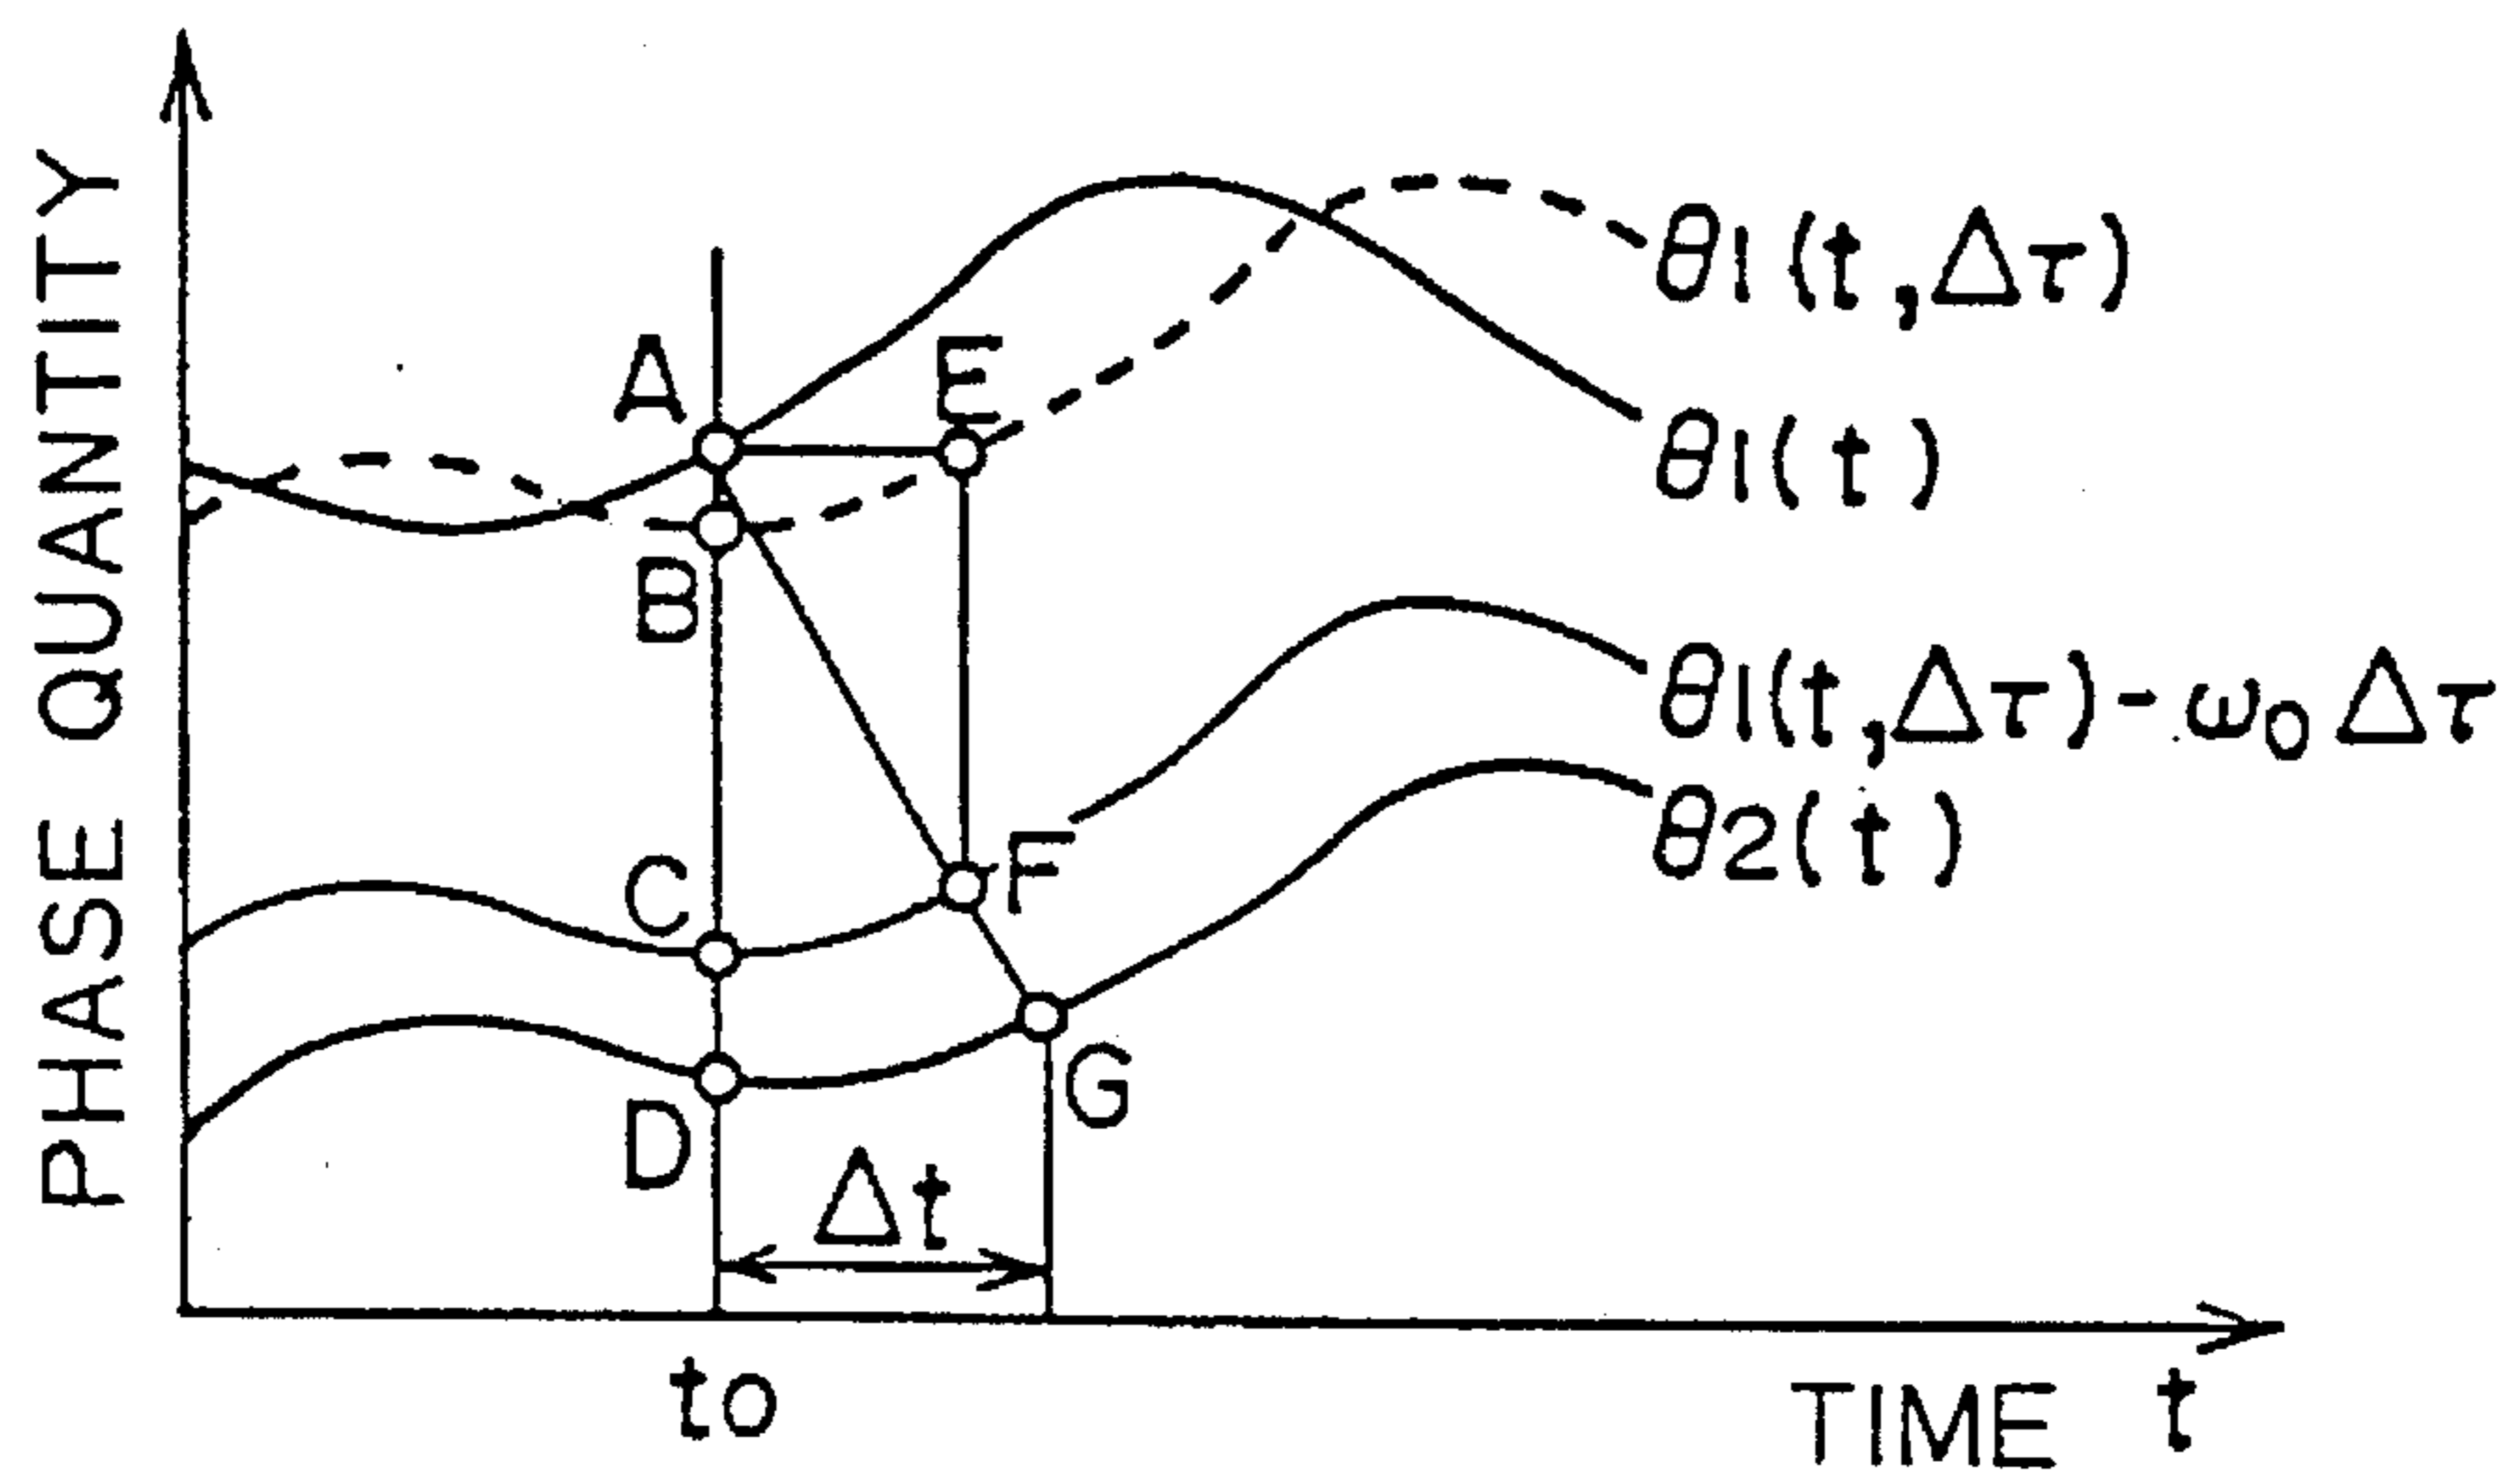 PHASE QUANTITY
θ1(t,Δτ)
A
E
θ1(t)
B
θ1(t,Δτ)-ω0Δτ
F
θ2(t)
C
G
D
Δt
to
TIME t